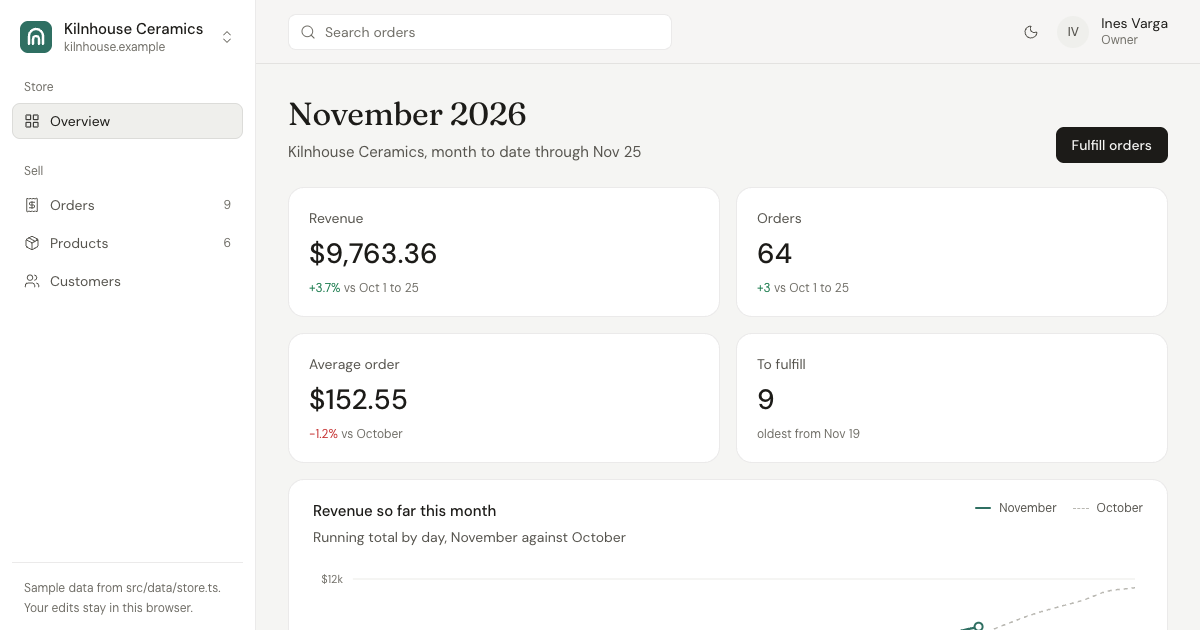 Kilnhouse Ceramics
kilnhouse.example
Store
Overview
Sell
Orders 9
Products 6
Customers
Sample data from src/data/store.ts.
Your edits stay in this browser.
Search orders
IV
Ines Varga
Owner
November 2026
Kilnhouse Ceramics, month to date through Nov 25
Fulfill orders
Revenue
$9,763.36
+3.7% vs Oct 1 to 25
Orders
64
+3 vs Oct 1 to 25
Average order
$152.55
-1.2% vs October
To fulfill
9
oldest from Nov 19
Revenue so far this month
Running total by day, November against October
November
October
$12k